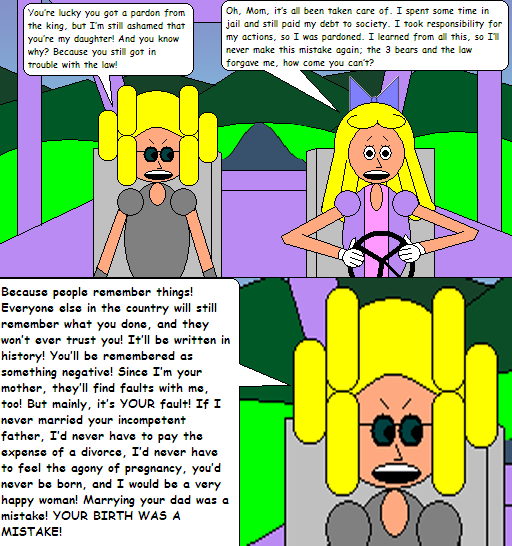 You're lucky you got a pardon from
the king, but I'm still ashamed that
you're my daughter! And you know
why? Because you still got in
trouble with the law!
Oh, Mom, it's all been taken care of. I spent some time in
jail and still paid my debt to society. I took responsibility for
my actions, so I was pardoned. I learned from all this, so I'll
never make this mistake again; the 3 bears and the law
forgave me, how come you can't?
Because people remember things!
Everyone else in the country will still
remember what you done, and they
won't ever trust you! It'll be written in
history! You'll be remembered as
something negative! Since I'm your
mother, they'll find faults with me,
too! But mainly, it's YOUR fault! If I
never married your incompetent
father, I'd never have to pay the
expense of a divorce, I'd never have
to feel the agony of pregnancy, you'd
never be born, and I would be a very
happy woman! Marrying your dad was a
mistake! YOUR BIRTH WAS A
MISTAKE!